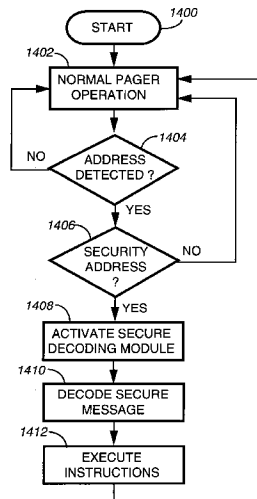 START
1400
1402
NORMAL PAGER
OPERATION
1404
NO
ADDRESS
DETECTED ?
YES
1406
SECURITY
ADDRESS
?
NO
YES
1408
ACTIVATE SECURE
DECODING MODULE
1410
DECODE SECURE
MESSAGE
1412
EXECUTE
INSTRUCTIONS